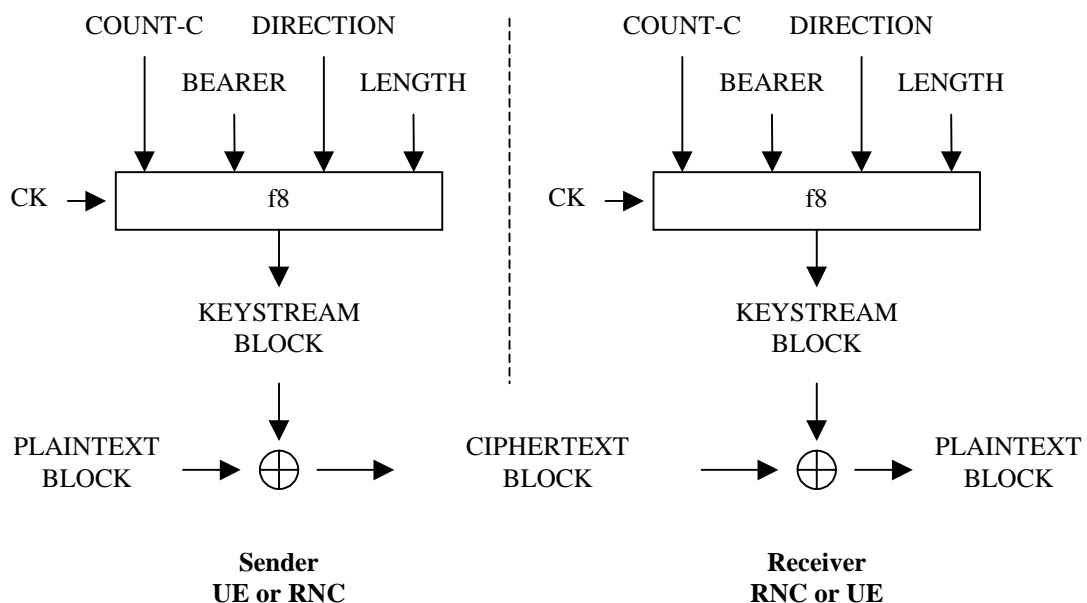 COUNT-C DIRECTION COUNT-C DIRECTION
BEARER LENGTH BEARER LENGTH
CK f8 CK f8
KEYSTREAM BLOCK KEYSTREAM BLOCK
PLAINTEXT BLOCK CIPHERTEXT BLOCK PLAINTEXT BLOCK
Sender Receiver
UE or RNC RNC or UE